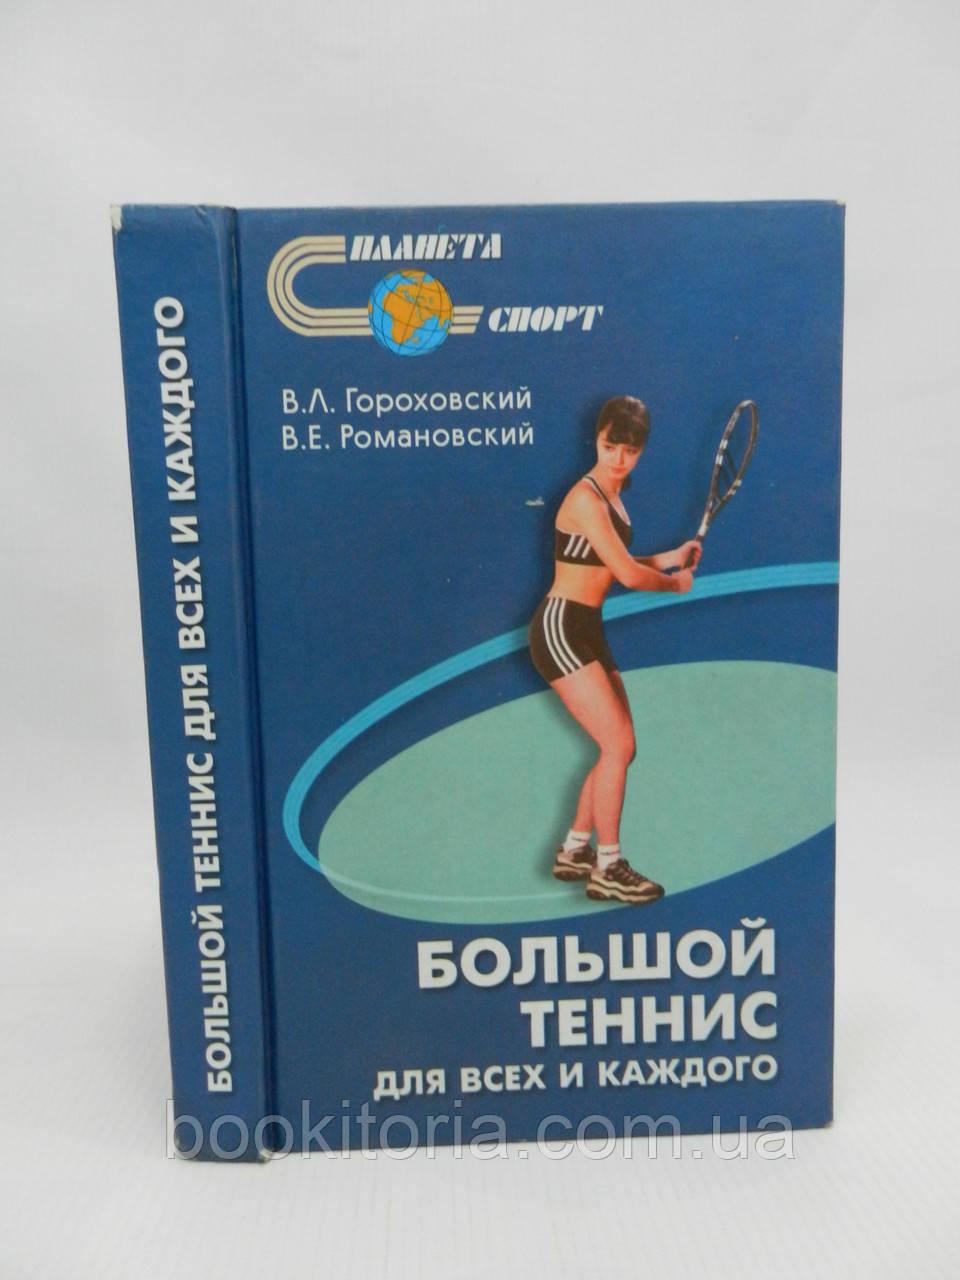 БОЛЬШОЙ ТЕННИС ДЛЯ ВСЕХ И КАЖДОГО
ПЛАНЕТА
СПОРТ
В.Л. Гороховский
В.Е. Романовский
БОЛЬШОЙ
ТЕННИС
ДЛЯ ВСЕХ И КАЖДОГО
bookitoria.com.ua